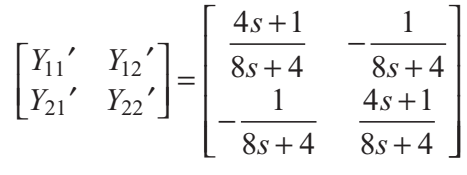 [Y₁₁′ Y₁₂′; Y₂₁′ Y₂₂′] = [(4s+1)/(8s+4) −1/(8s+4); −1/(8s+4) (4s+1)/(8s+4)]